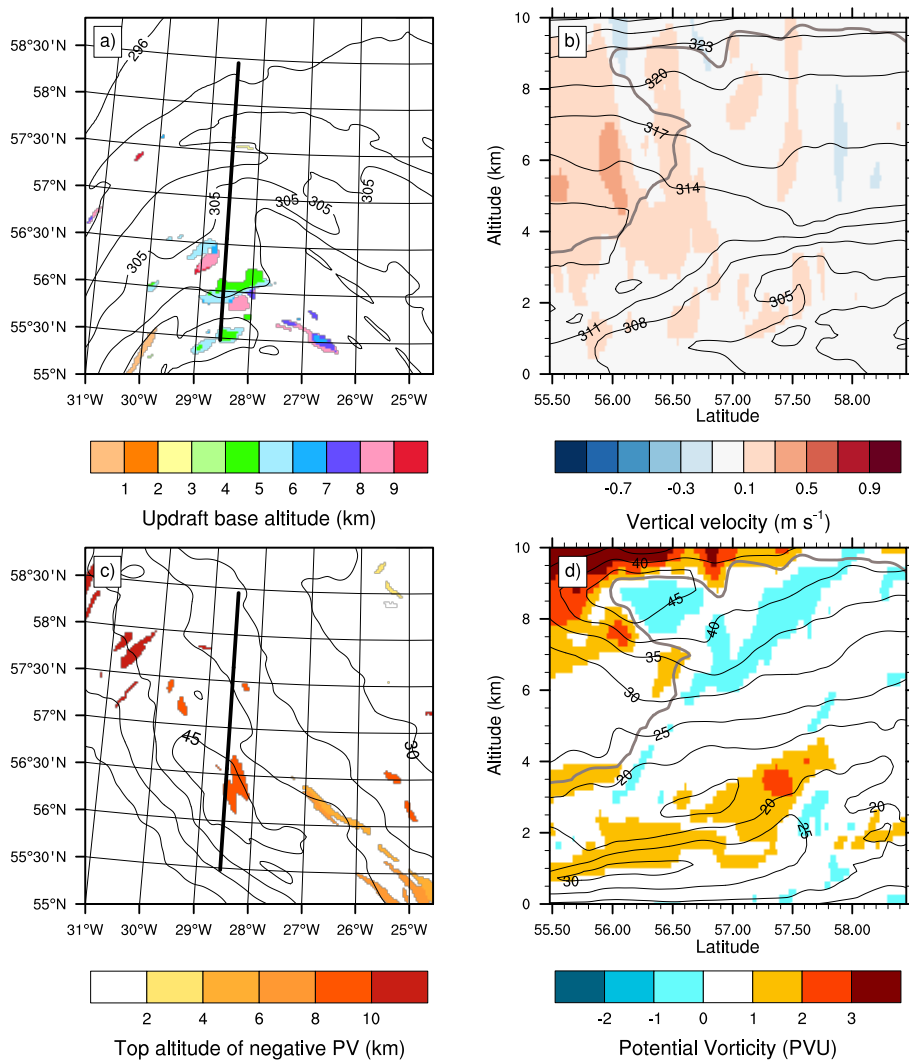 a)
58°30'N
58°N
57°30'N
57°N
56°30'N
56°N
55°30'N
55°N
31°W 30°W 29°W 28°W 27°W 26°W 25°W
296
305
305
305
305
305
1 2 3 4 5 6 7 8 9
Updraft base altitude (km)
b)
Altitude (km)
10
8
6
4
2
0
55.50 56.00 56.50 57.00 57.50 58.00
Latitude
323
320
317
314
305
311
308
-0.7 -0.3 0.1 0.5 0.9
Vertical velocity (m s⁻¹)
c)
58°30'N
58°N
57°30'N
57°N
56°30'N
56°N
55°30'N
55°N
31°W 30°W 29°W 28°W 27°W 26°W 25°W
45
30
2 4 6 8 10
Top altitude of negative PV (km)
d)
Altitude (km)
10
8
6
4
2
0
55.50 56.00 56.50 57.00 57.50 58.00
Latitude
40
45
40
35
30
25
20
20
20
25
30
-2 -1 0 1 2 3
Potential Vorticity (PVU)